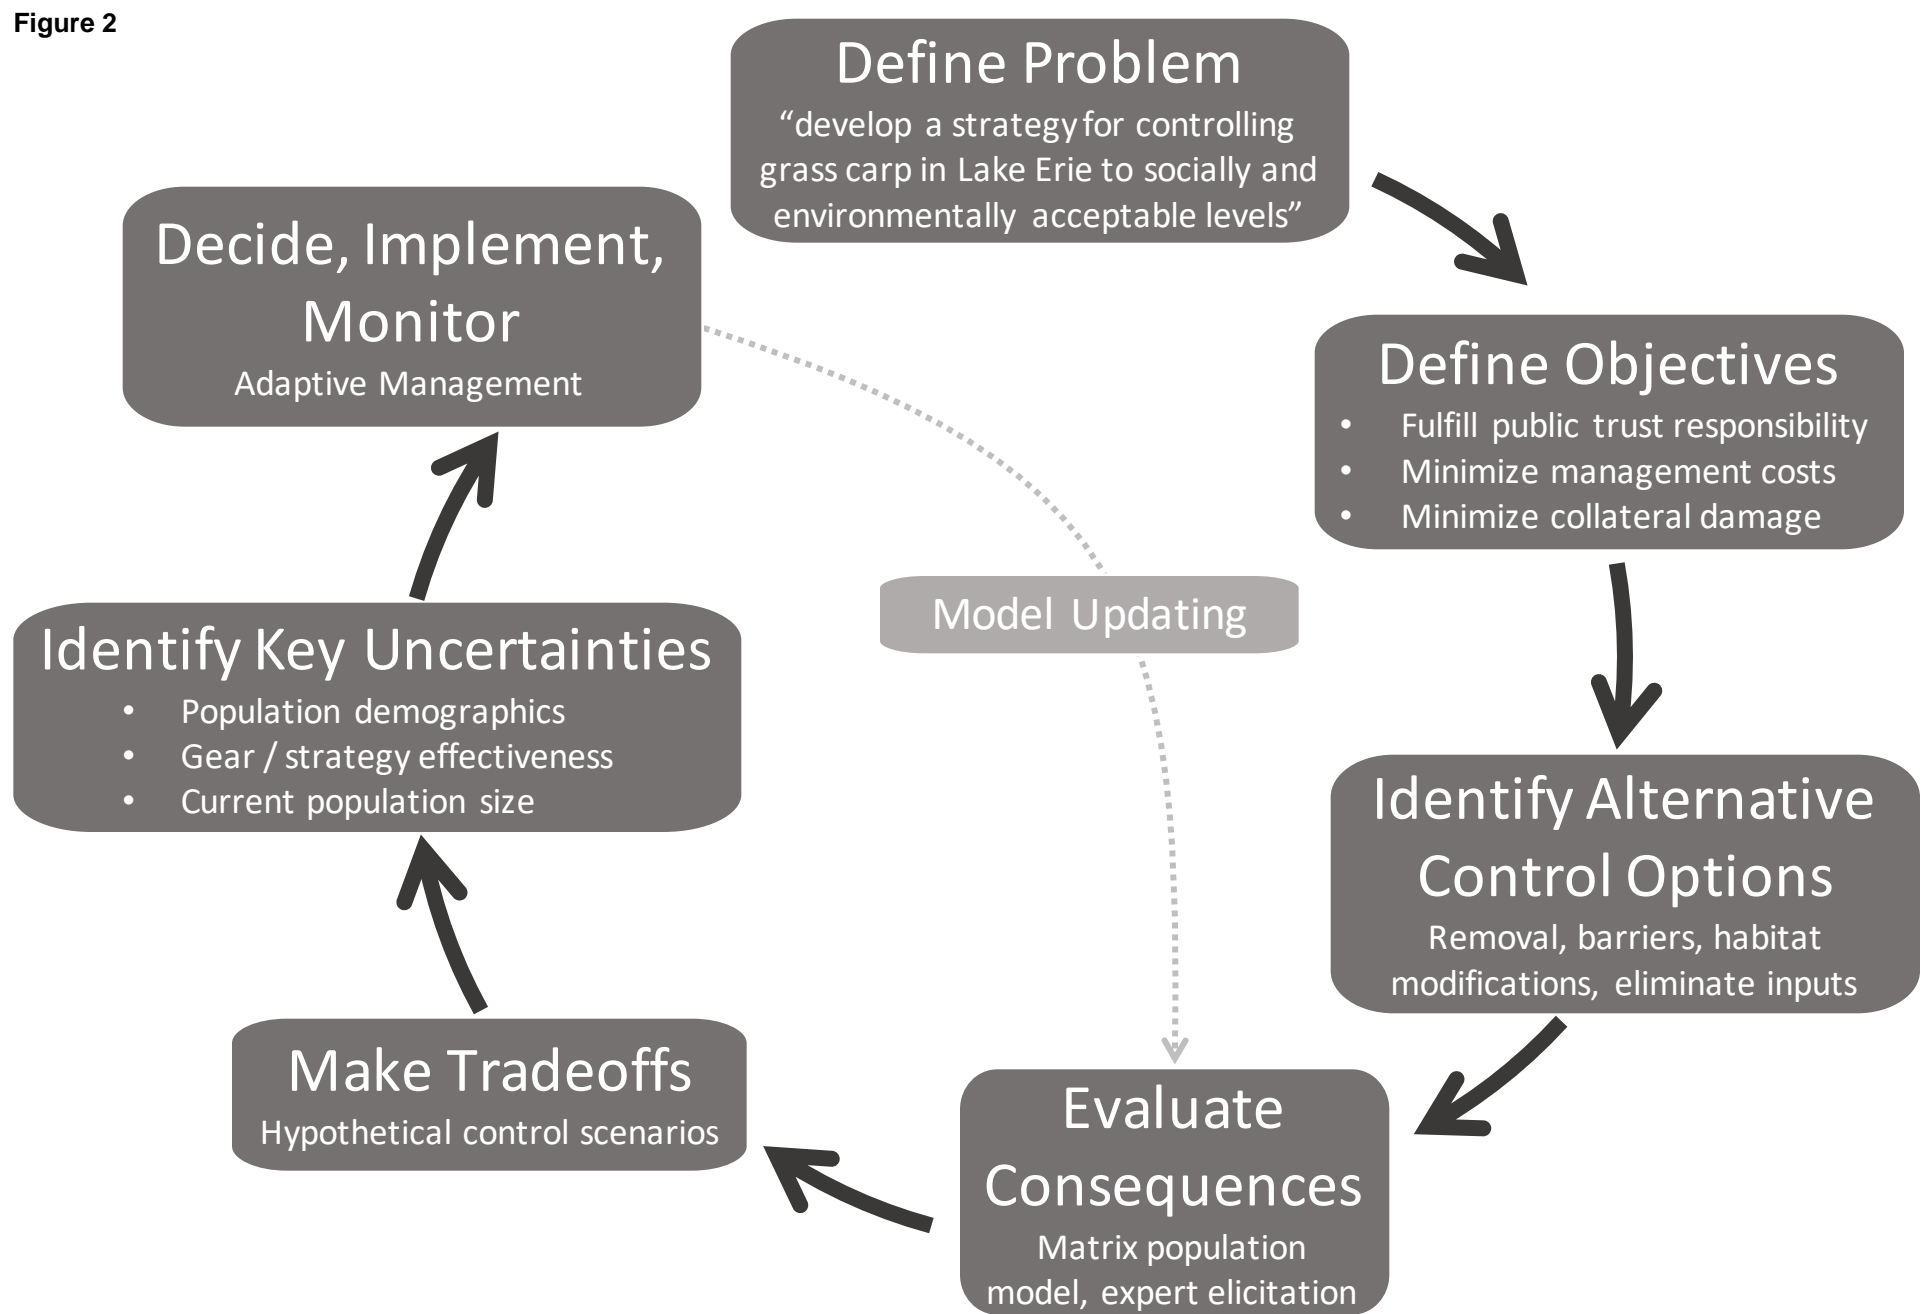 Figure 2
Define Problem
“develop a strategy for controlling
grass carp in Lake Erie to socially and
environmentally acceptable levels”
Define Objectives
• Fulfill public trust responsibility
• Minimize management costs
• Minimize collateral damage
Identify Alternative
Control Options
Removal, barriers, habitat
modifications, eliminate inputs
Evaluate
Consequences
Matrix population
model, expert elicitation
Make Tradeoffs
Hypothetical control scenarios
Identify Key Uncertainties
• Population demographics
• Gear / strategy effectiveness
• Current population size
Decide, Implement,
Monitor
Adaptive Management
Model Updating